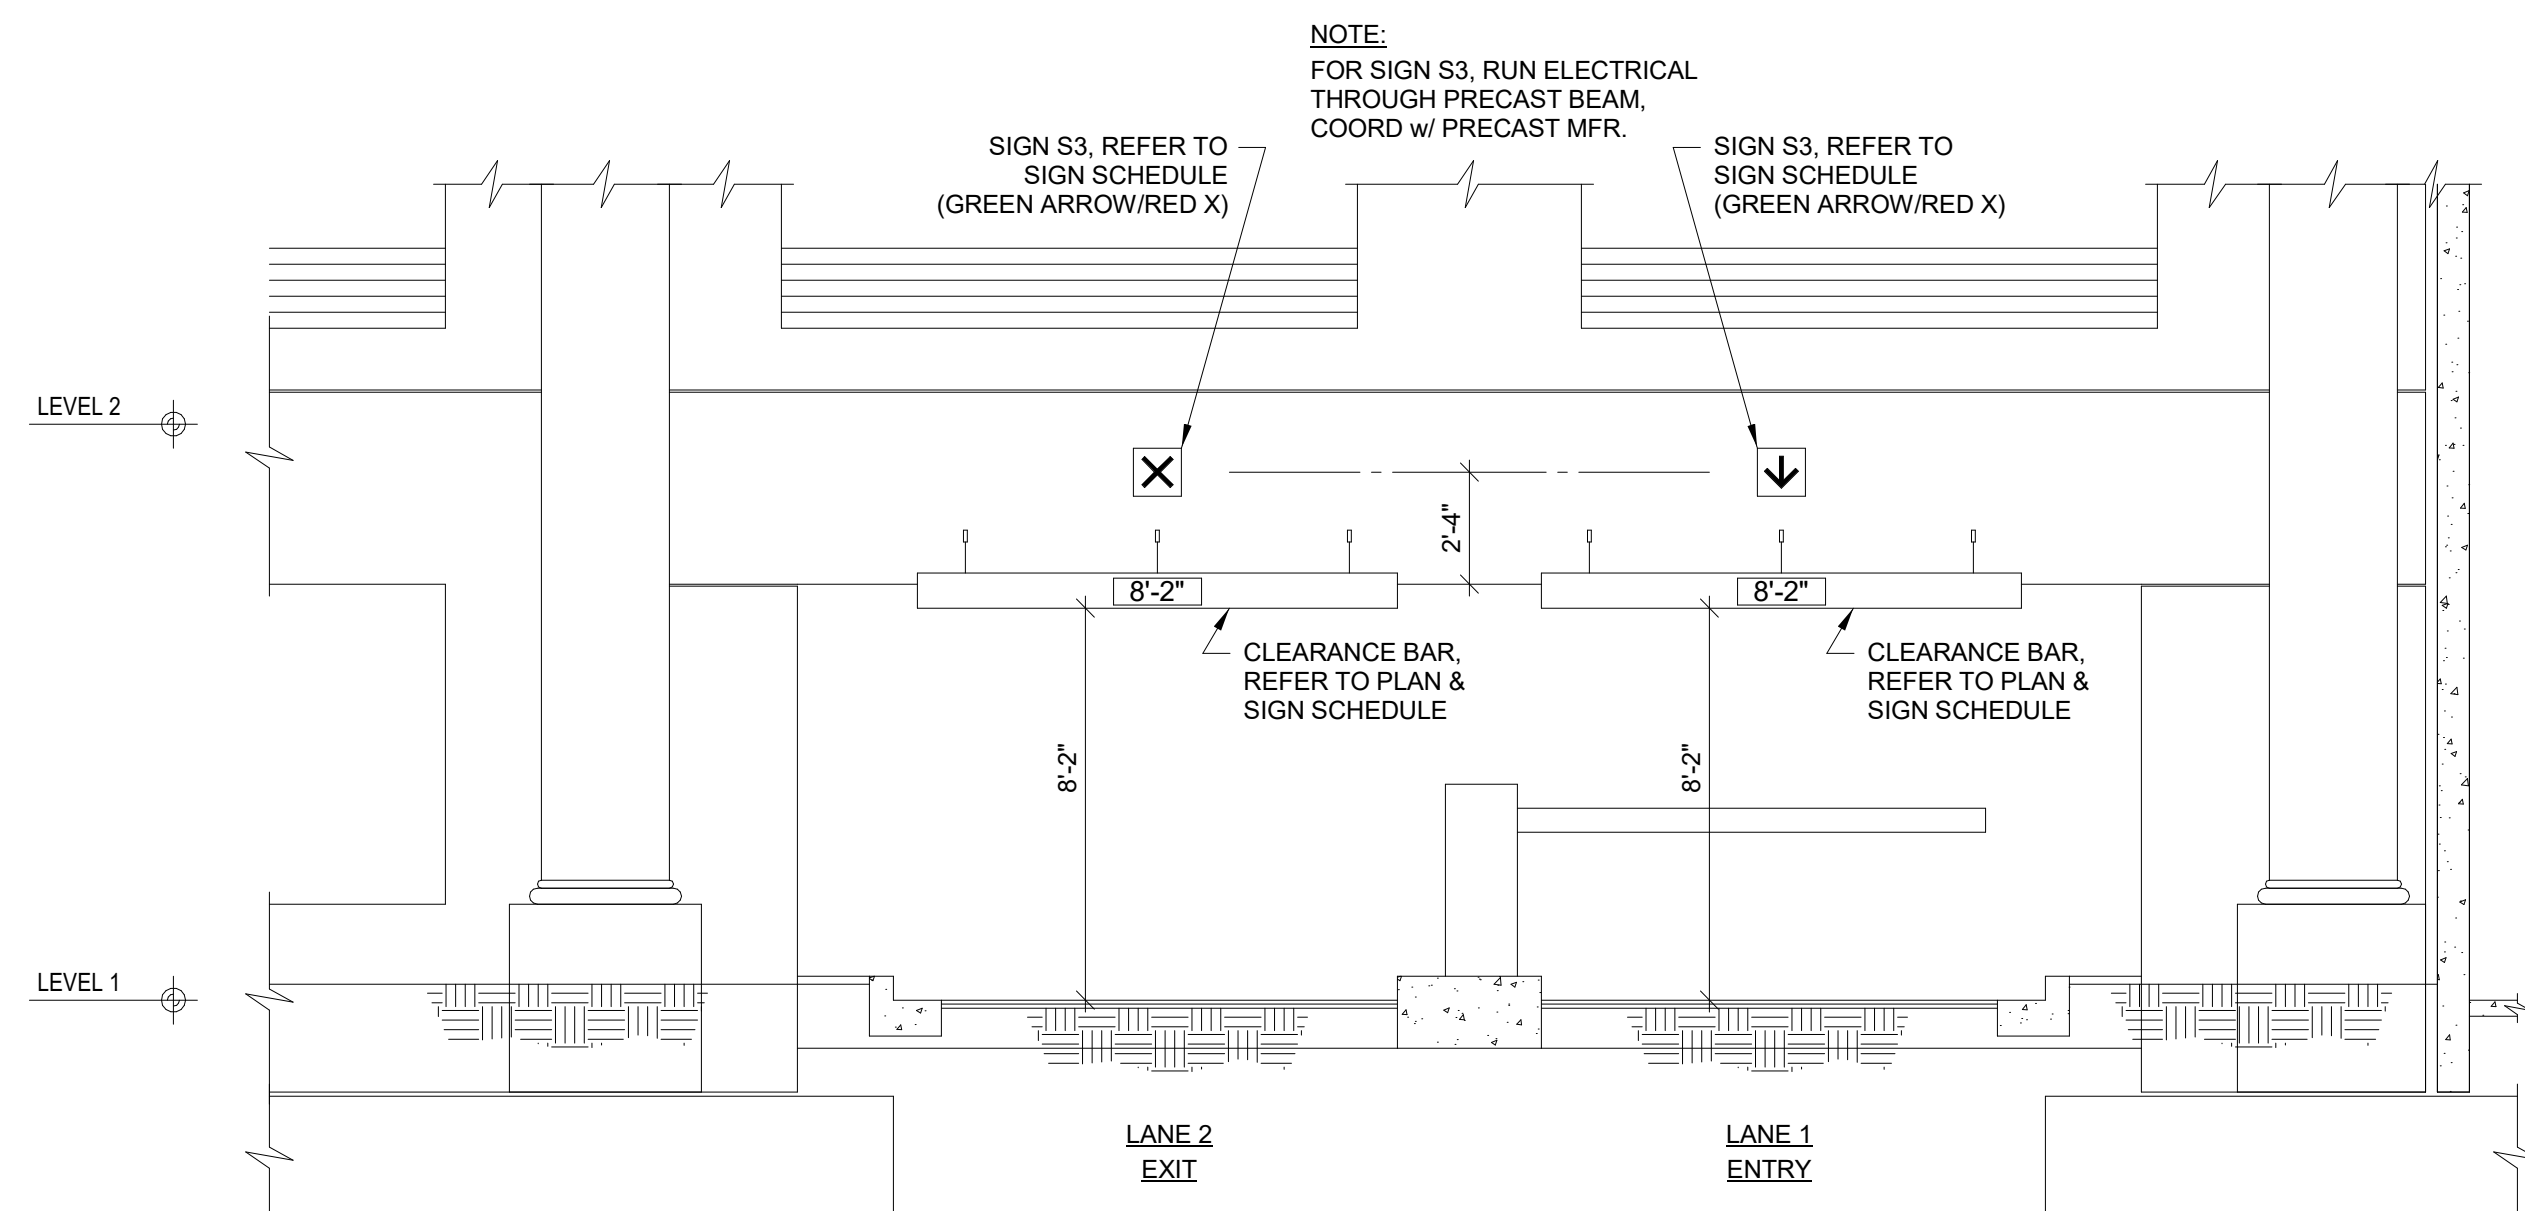 NOTE:
FOR SIGN S3, RUN ELECTRICAL
THROUGH PRECAST BEAM,
COORD w/ PRECAST MFR.
SIGN S3, REFER TO
SIGN SCHEDULE
(GREEN ARROW/RED X)
SIGN S3, REFER TO
SIGN SCHEDULE
(GREEN ARROW/RED X)
LEVEL 2
2'-4"
8'-2"
8'-2"
CLEARANCE BAR,
REFER TO PLAN &
SIGN SCHEDULE
CLEARANCE BAR,
REFER TO PLAN &
SIGN SCHEDULE
8'-2"
8'-2"
LEVEL 1
LANE 2
EXIT
LANE 1
ENTRY